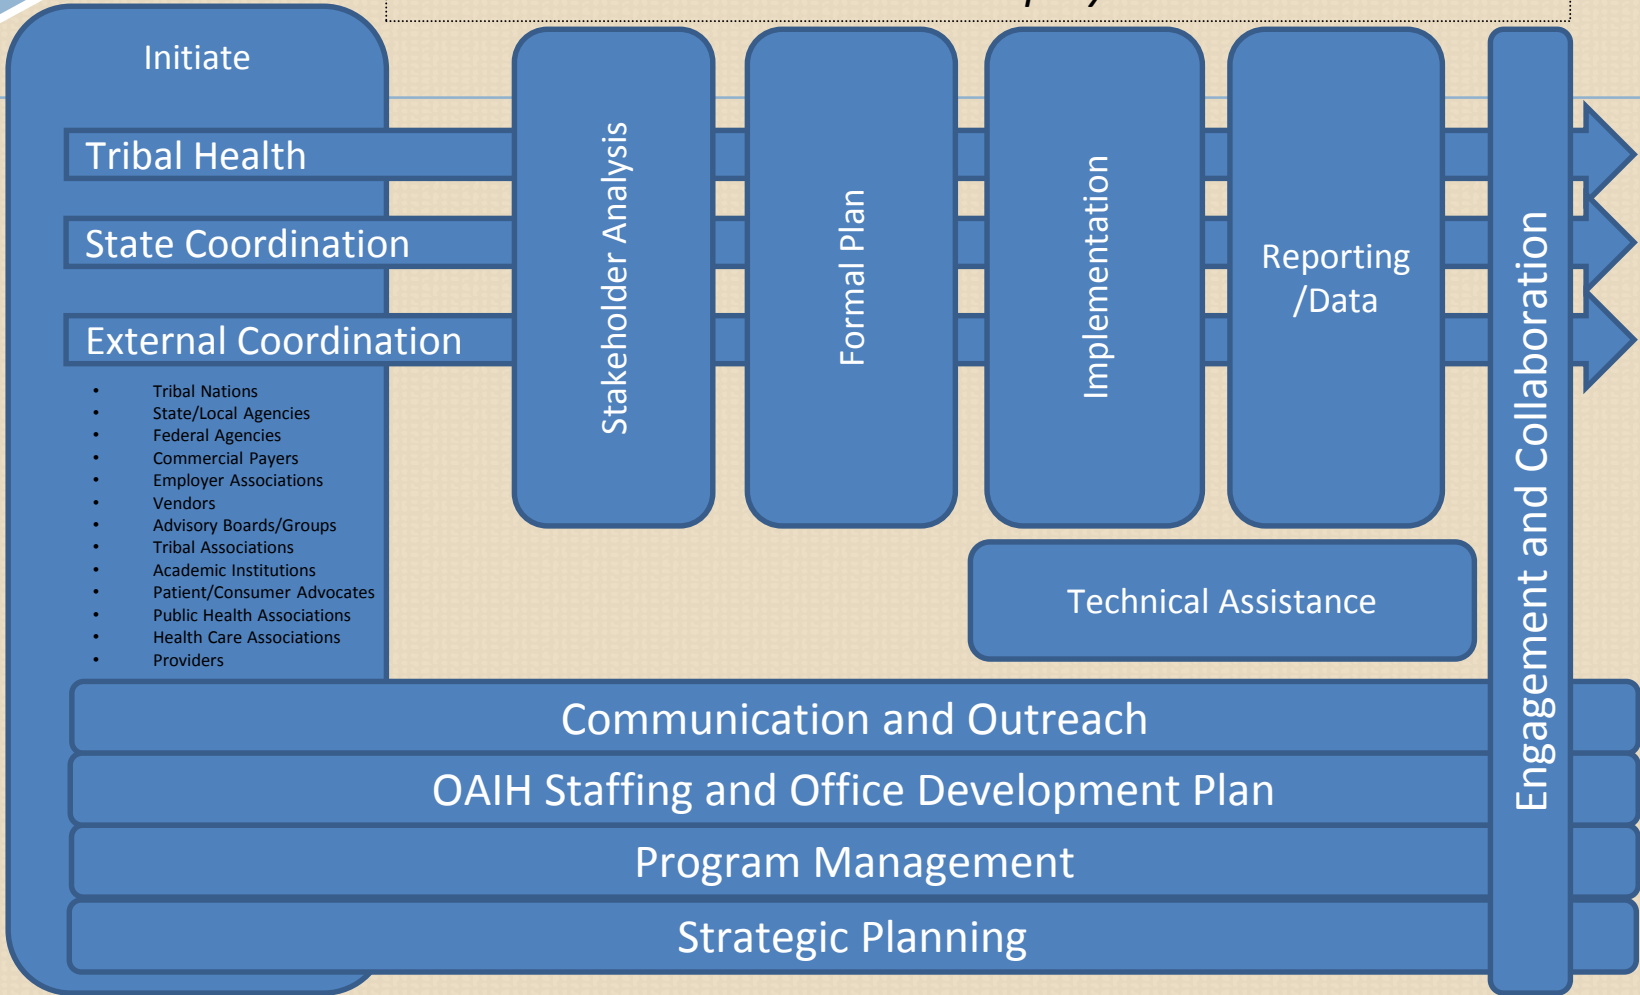 Initiate
Tribal Health
State Coordination
External Coordination
• Tribal Nations
• State/Local Agencies
• Federal Agencies
• Commercial Payers
• Employer Associations
• Vendors
• Advisory Boards/Groups
• Tribal Associations
• Academic Institutions
• Patient/Consumer Advocates
• Public Health Associations
• Health Care Associations
• Providers
Stakeholder Analysis
Formal Plan
Implementation
Reporting
/Data
Technical Assistance
Engagement and Collaboration
Communication and Outreach
OAIH Staffing and Office Development Plan
Program Management
Strategic Planning